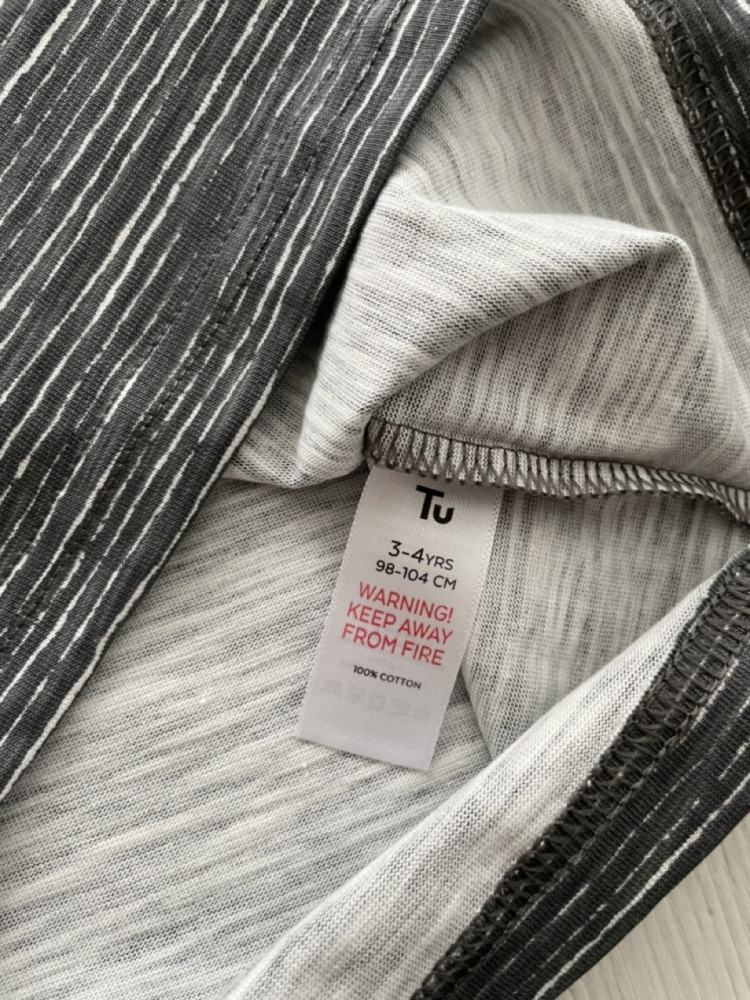 Tu
3-4YRS
98-104 CM
WARNING!
KEEP AWAY
FROM FIRE
100% COTTON